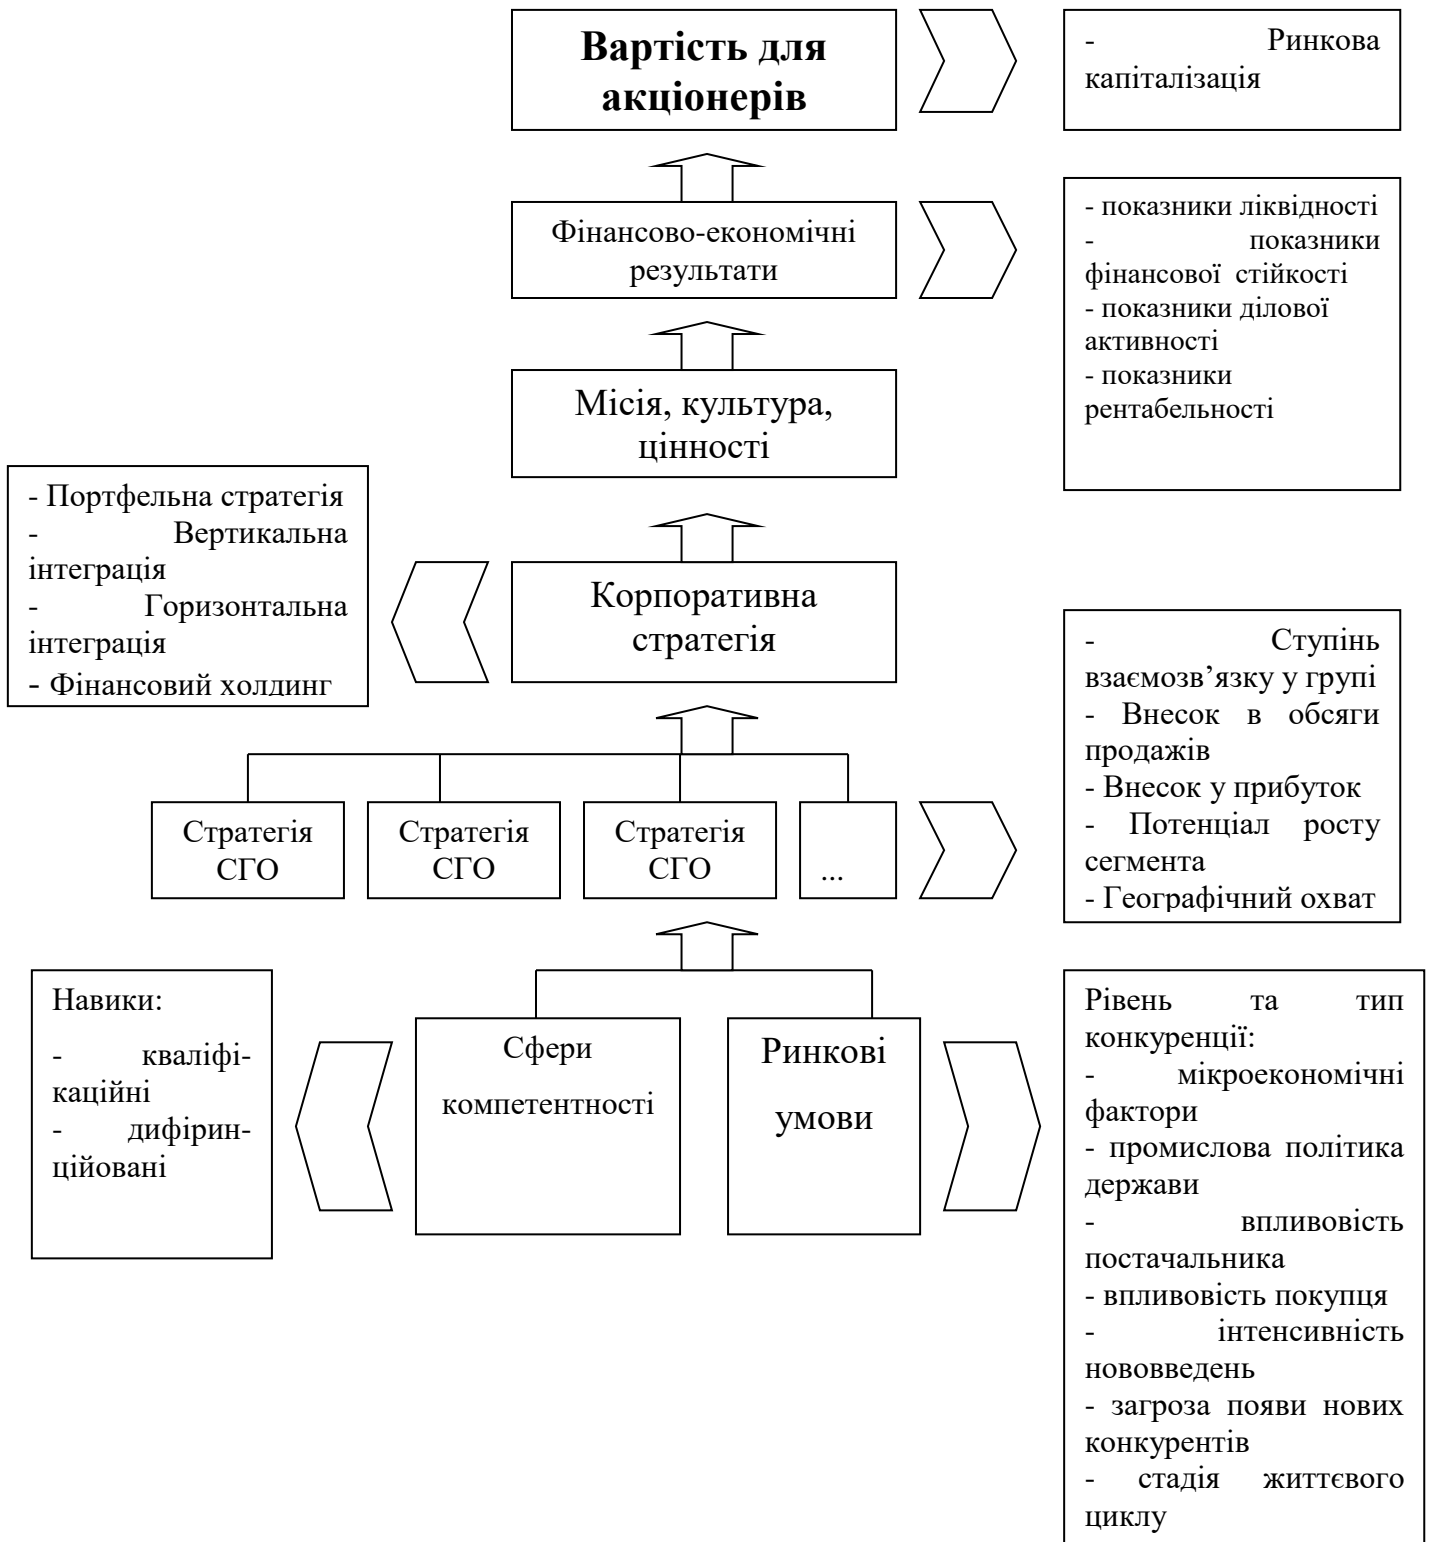 Вартість для
акціонерів
- Ринкова
капіталізація
Фінансово-економічні
результати
- показники ліквідності
- показники
фінансової стійкості
- показники ділової
активності
- показники
рентабельності
Місія, культура,
цінності
- Портфельна стратегія
- Вертикальна
інтеграція
- Горизонтальна
інтеграція
- Фінансовий холдинг
Корпоративна
стратегія
- Ступінь
взаємозв’язку у групі
- Внесок в обсяги
продажів
- Внесок у прибуток
- Потенціал росту
сегмента
- Географічний охват
Стратегія
СГО
Стратегія
СГО
Стратегія
СГО
...
Навики:
- кваліфі-
каційні
- дифірин-
ційовані
Сфери
компетентності
Ринкові
умови
Рівень та тип
конкуренції:
- мікроекономічні
фактори
- промислова політика
держави
- впливовість
постачальника
- впливовість покупця
- інтенсивність
нововведень
- загроза появи нових
конкурентів
- стадія життєвого
циклу